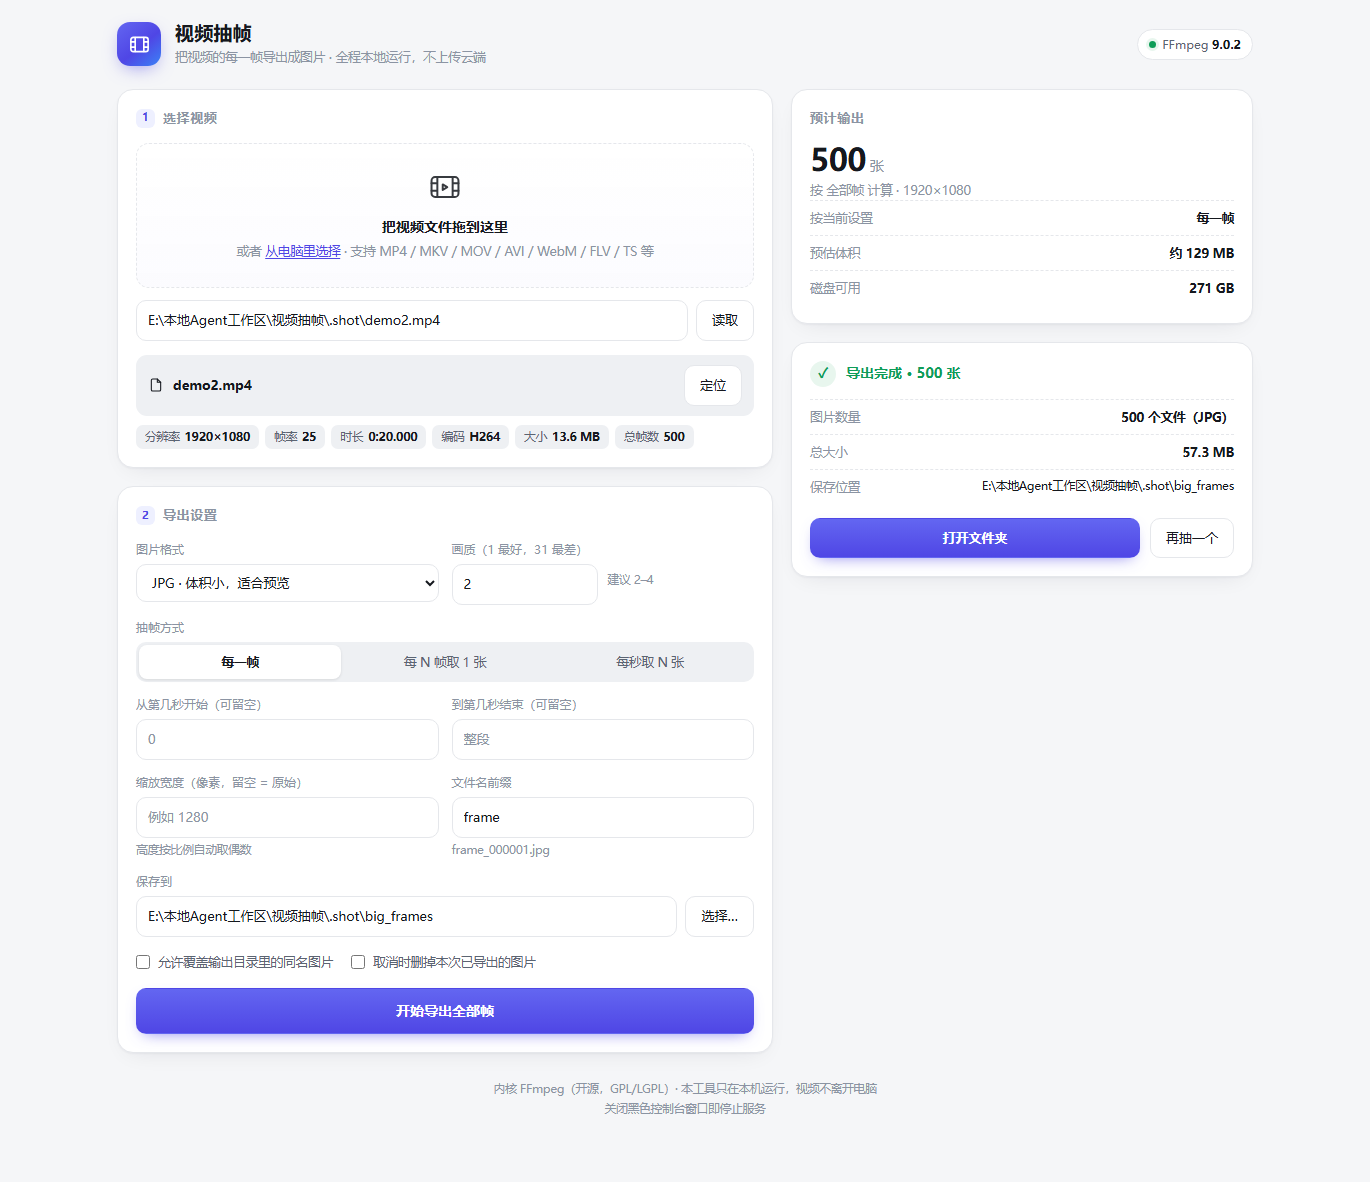 视频抽帧
把视频的每一帧导出成图片 · 全程本地运行，不上传云端
FFmpeg 9.0.2
1 选择视频
把视频文件拖到这里
或者 从电脑里选择 · 支持 MP4 / MKV / MOV / AVI / WebM / FLV / TS 等
E:\本地Agent工作区\视频抽帧\.shot\demo2.mp4
读取
demo2.mp4
定位
分辨率 1920×1080 帧率 25 时长 0:20.000 编码 H264 大小 13.6 MB 总帧数 500
2 导出设置
图片格式
画质（1 最好，31 最差）
JPG · 体积小，适合预览
2
建议 2–4
抽帧方式
每一帧
每 N 帧取 1 张
每秒取 N 张
从第几秒开始（可留空）
到第几秒结束（可留空）
0
整段
缩放宽度（像素，留空 = 原始）
文件名前缀
例如 1280
frame
高度按比例自动取偶数
frame_000001.jpg
保存到
E:\本地Agent工作区\视频抽帧\.shot\big_frames
选择...
允许覆盖输出目录里的同名图片
取消时删掉本次已导出的图片
开始导出全部帧
预计输出
500 张
按 全部帧 计算 · 1920×1080
按当前设置 每一帧
预估体积 约 129 MB
磁盘可用 271 GB
导出完成 • 500 张
图片数量 500 个文件（JPG）
总大小 57.3 MB
保存位置 E:\本地Agent工作区\视频抽帧\.shot\big_frames
打开文件夹
再抽一个
内核 FFmpeg（开源，GPL/LGPL）· 本工具只在本机运行，视频不离开电脑
关闭黑色控制台窗口即停止服务